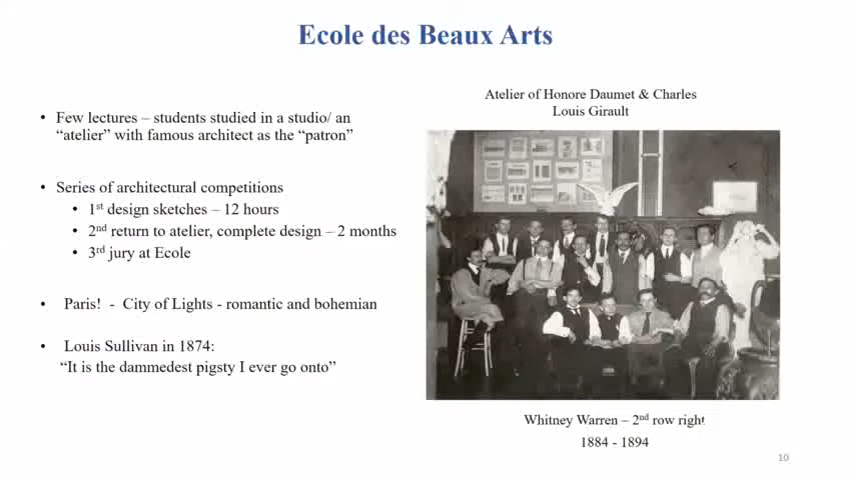 Ecole des Beaux Arts
• Few lectures – students studied in a studio/ an
“atelier” with famous architect as the “patron”
• Series of architectural competitions
• 1st design sketches – 12 hours
• 2nd return to atelier, complete design – 2 months
• 3rd jury at Ecole
• Paris! - City of Lights - romantic and bohemian
• Louis Sullivan in 1874:
“It is the dammedest pigsty I ever go onto”
Atelier of Honore Daumet & Charles
Louis Girault
Whitney Warren – 2nd row right
1884 - 1894
10